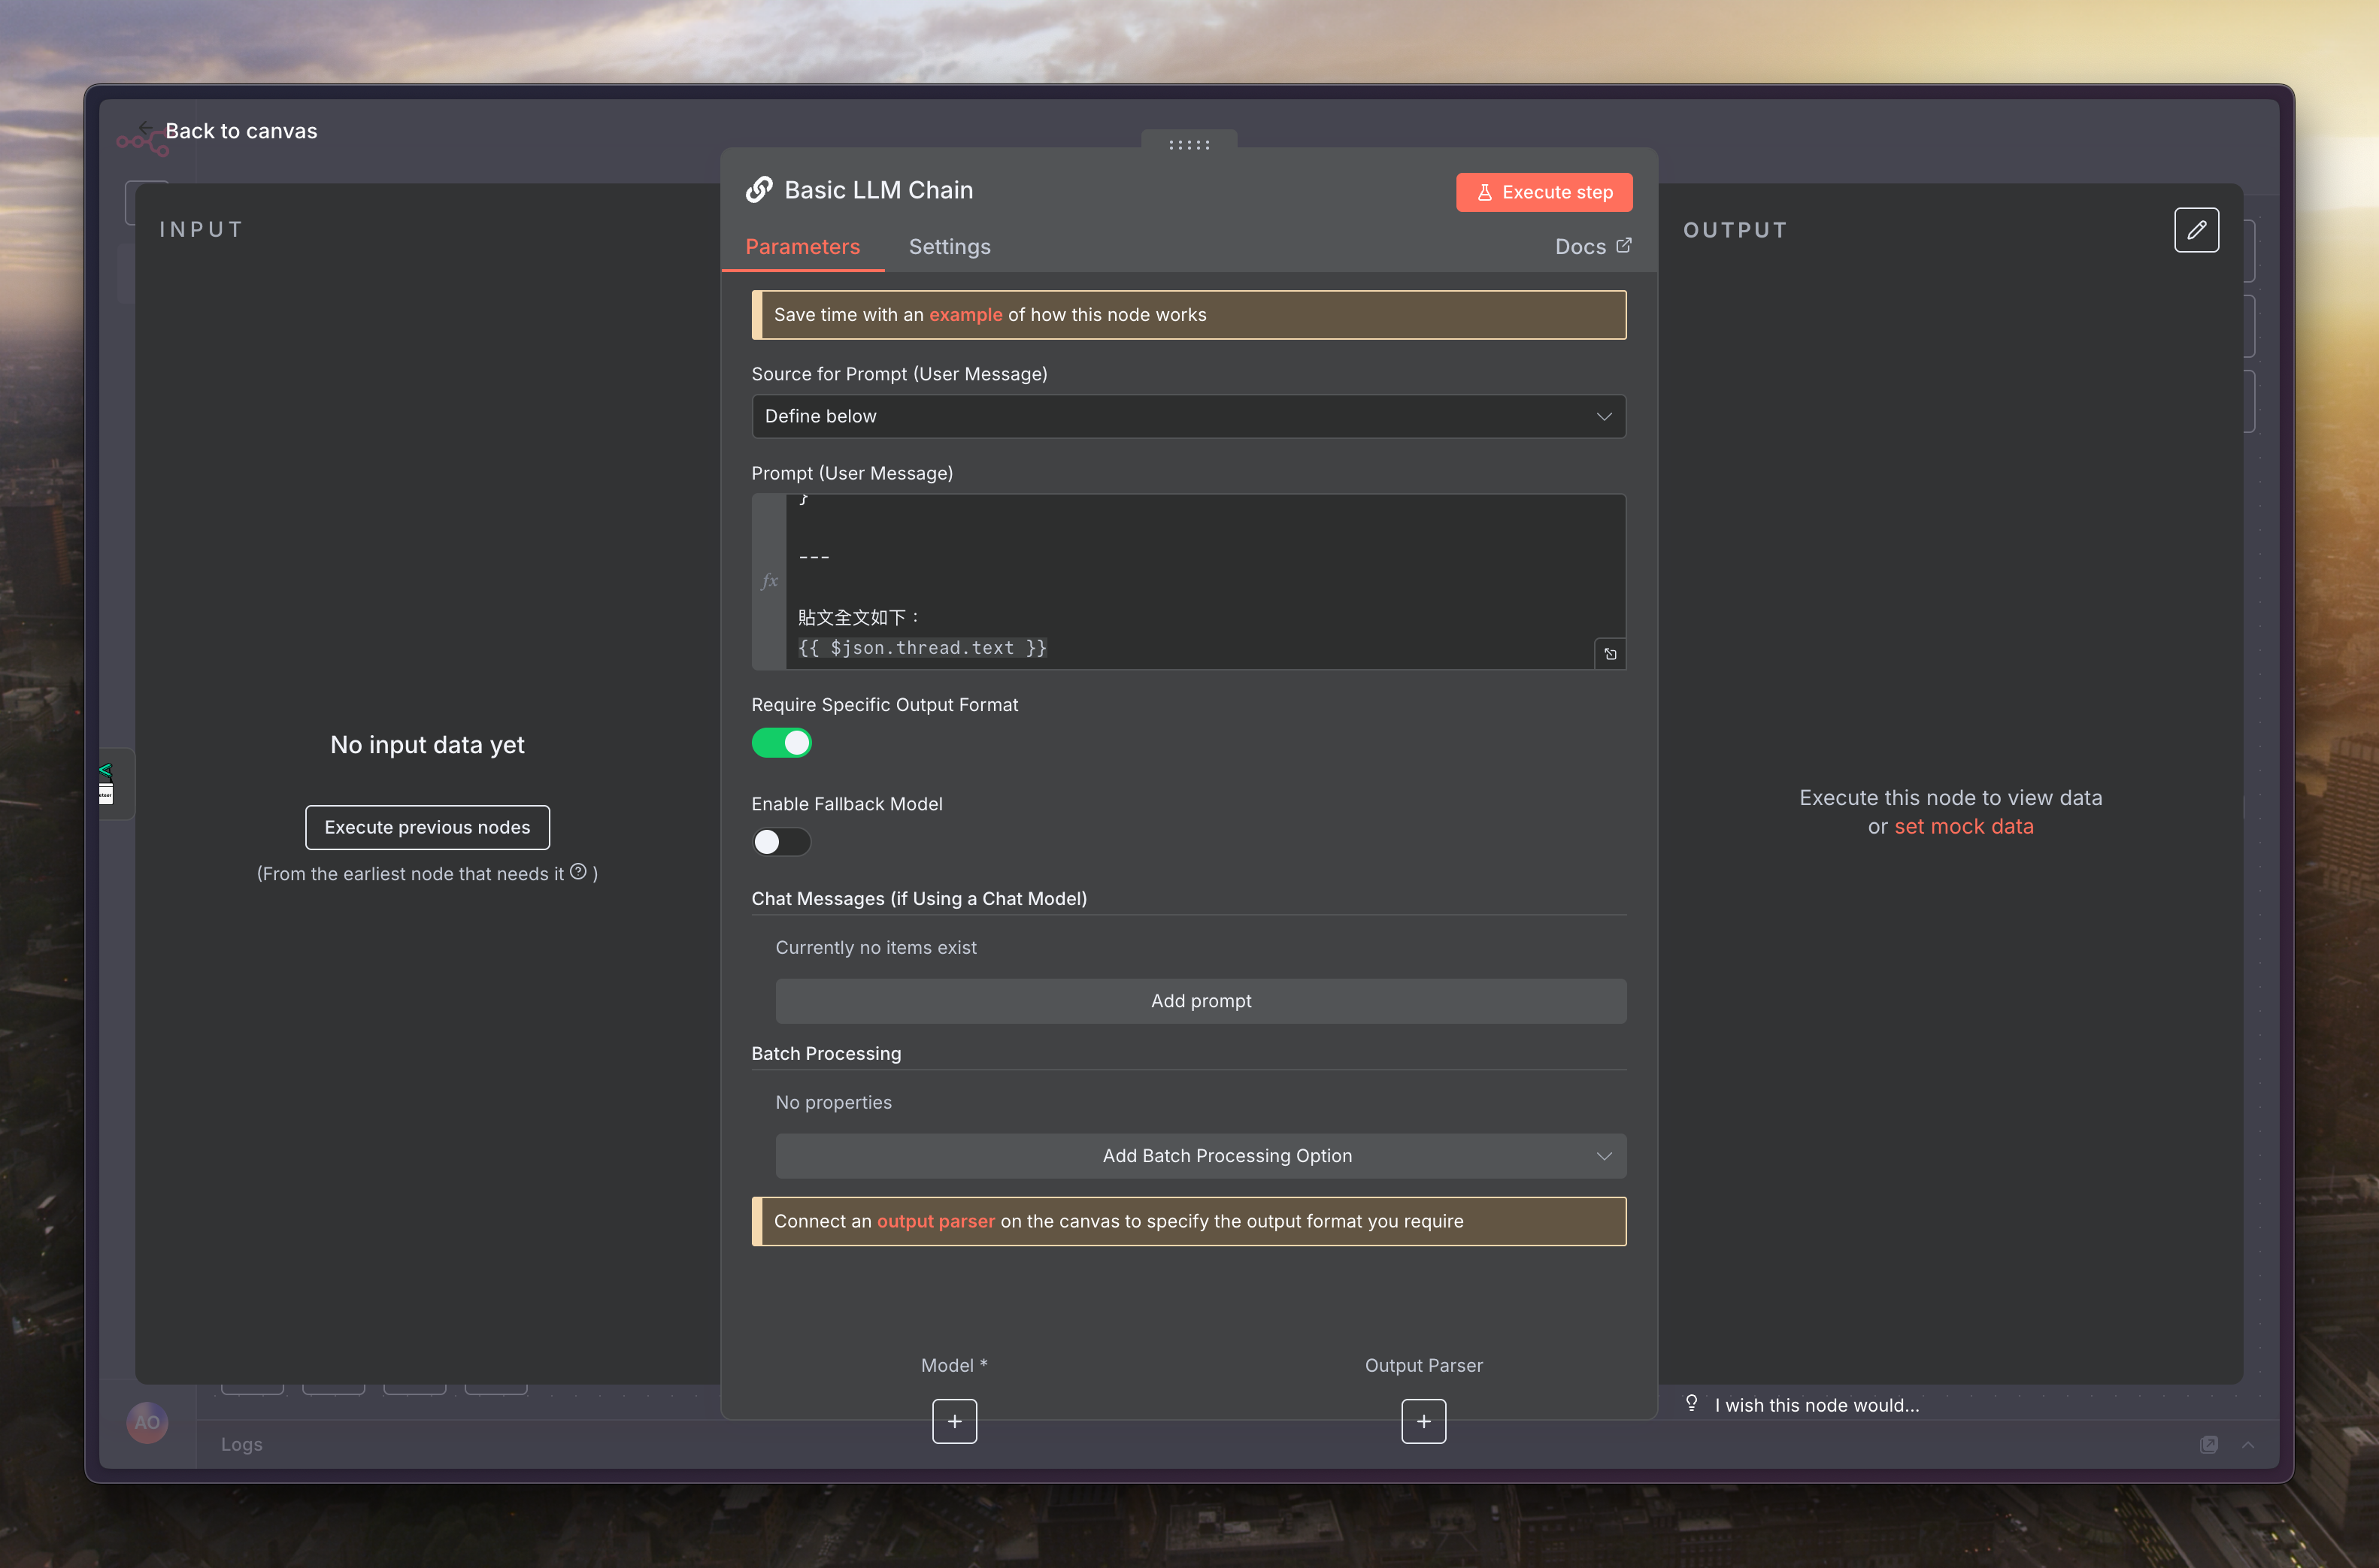 Back to canvas
INPUT
No input data yet
Execute previous nodes
(From the earliest node that needs it ? )
Basic LLM Chain
Execute step
Parameters
Settings
Docs
Save time with an example of how this node works
Source for Prompt (User Message)
Define below
Prompt (User Message)
fx
}
---
貼文全文如下：
{{ $json.thread.text }}
Require Specific Output Format
Enable Fallback Model
Chat Messages (if Using a Chat Model)
Currently no items exist
Add prompt
Batch Processing
No properties
Add Batch Processing Option
Connect an output parser on the canvas to specify the output format you require
Model *
Output Parser
OUTPUT
Execute this node to view data
or set mock data
I wish this node would...
AO
Logs